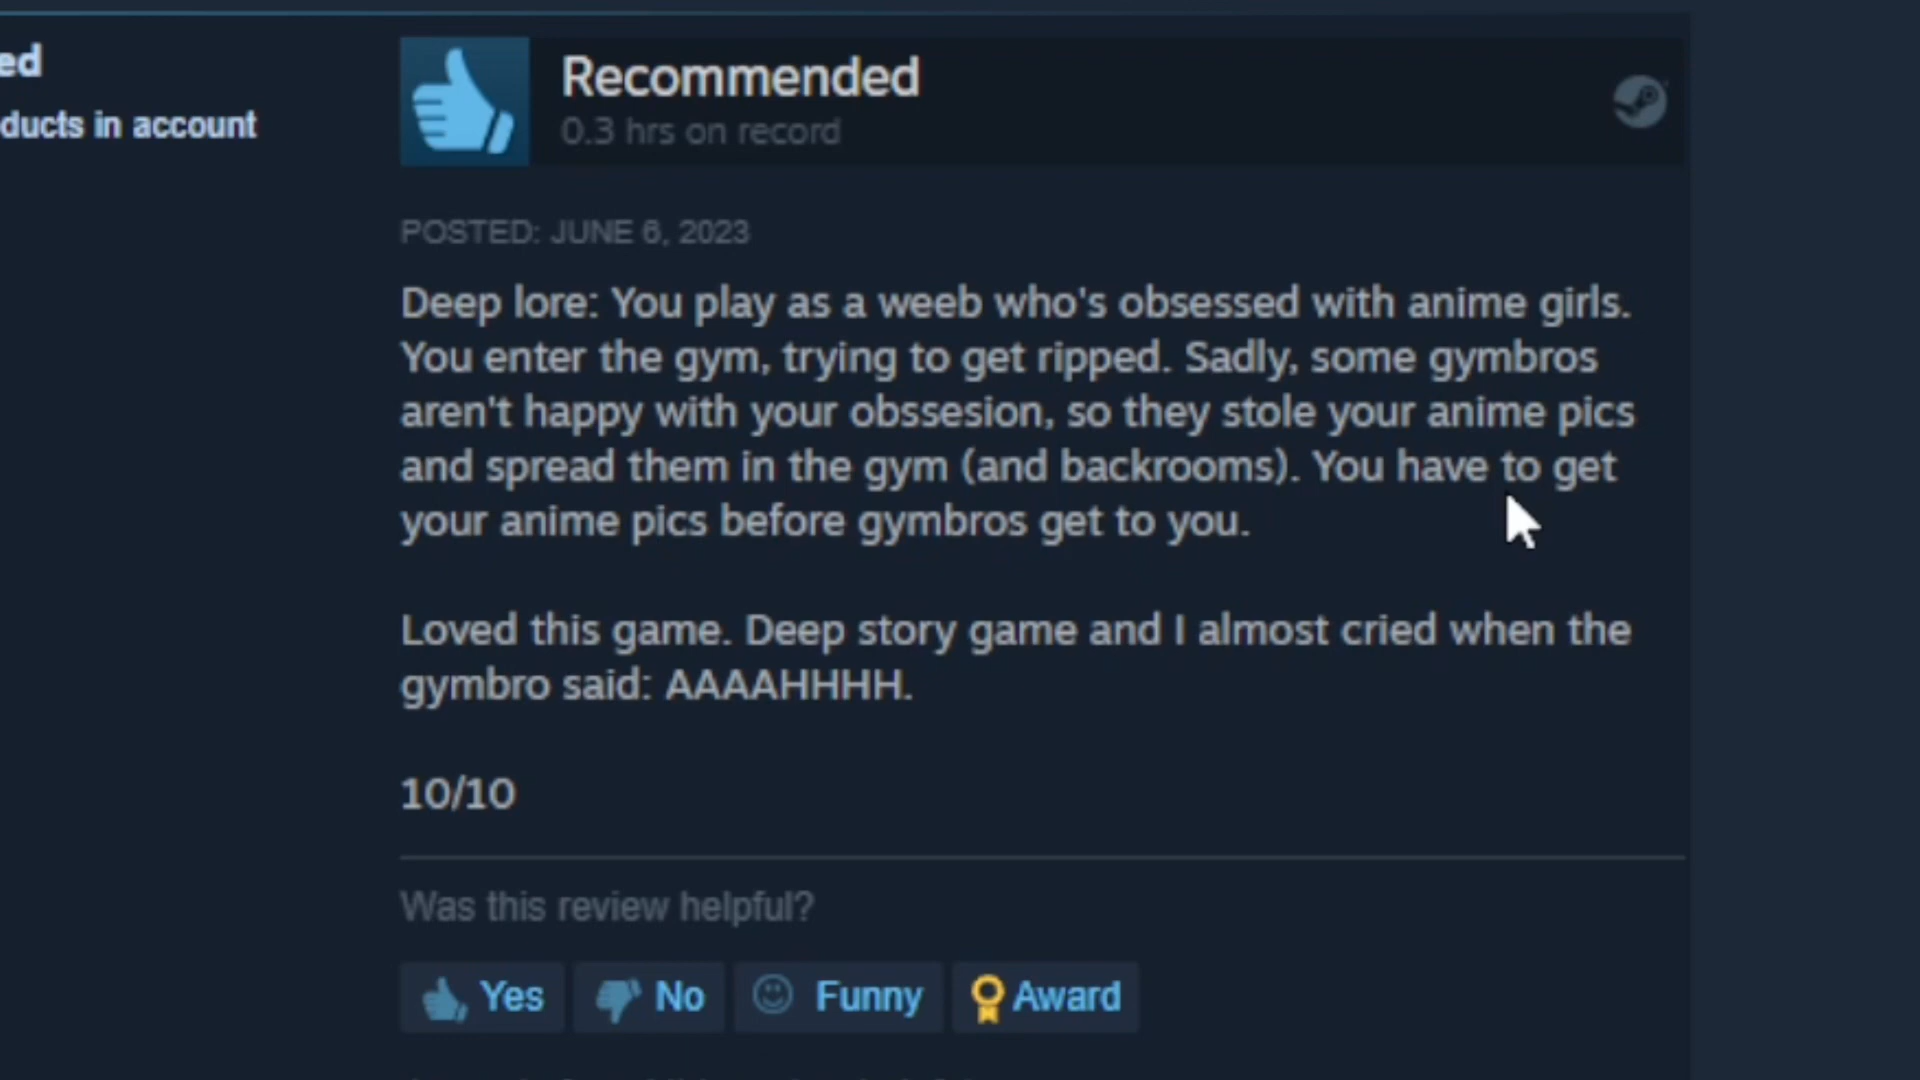 ed
ducts in account
Recommended
0.3 hrs on record
POSTED: JUNE 6, 2023
Deep lore: You play as a weeb who's obsessed with anime girls.
You enter the gym, trying to get ripped. Sadly, some gymbros
aren't happy with your obssesion, so they stole your anime pics
and spread them in the gym (and backrooms). You have to get
your anime pics before gymbros get to you.
Loved this game. Deep story game and I almost cried when the
gymbro said: AAAAHHHH.
10/10
Was this review helpful?
Yes No Funny Award